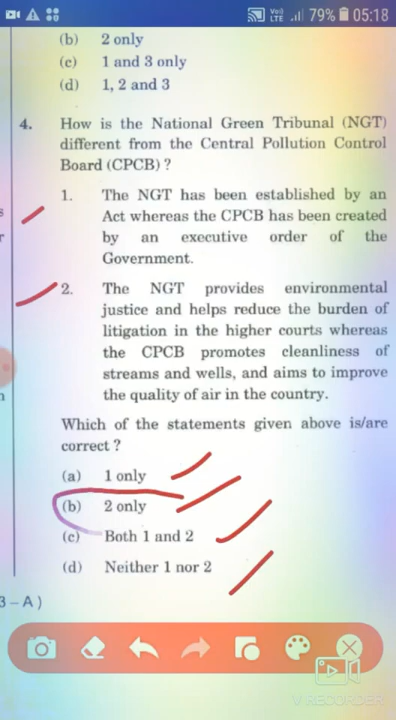 Vo))
LTE
79%
05:18
(b) 2 only
(c) 1 and 3 only
(d) 1, 2 and 3
4. How is the National Green Tribunal (NGT)
different from the Central Pollution Control
Board (CPCB) ?
1. The NGT has been established by an
Act whereas the CPCB has been created
by an executive order of the
Government.
2. The NGT provides environmental
justice and helps reduce the burden of
litigation in the higher courts whereas
the CPCB promotes cleanliness of
streams and wells, and aims to improve
the quality of air in the country.
Which of the statements given above is/are
correct ?
(a) 1 only
(b) 2 only
(c) Both 1 and 2
(d) Neither 1 nor 2
3 – A )
V RECORDER